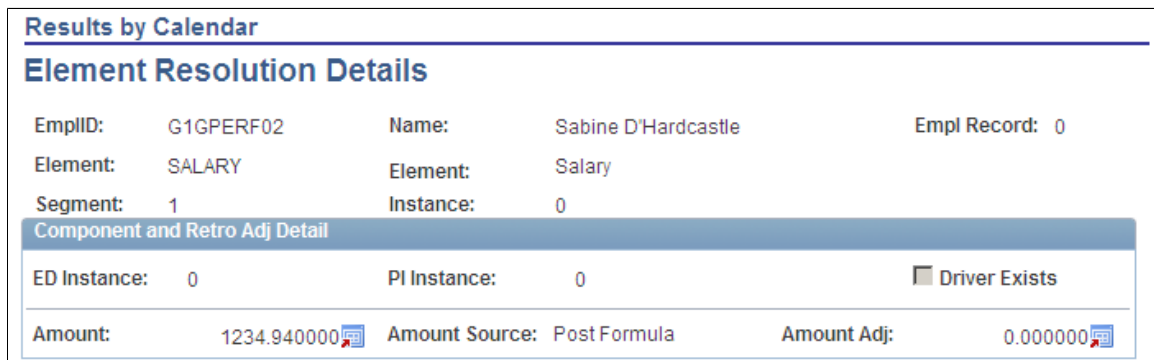 Results by Calendar
Element Resolution Details
EmplID: G1GPERF02 Name: Sabine D'Hardcastle Empl Record: 0
Element: SALARY Element: Salary
Segment: 1 Instance: 0
Component and Retro Adj Detail
ED Instance: 0 PI Instance: 0 Driver Exists
Amount: 1234.940000 Amount Source: Post Formula Amount Adj: 0.000000